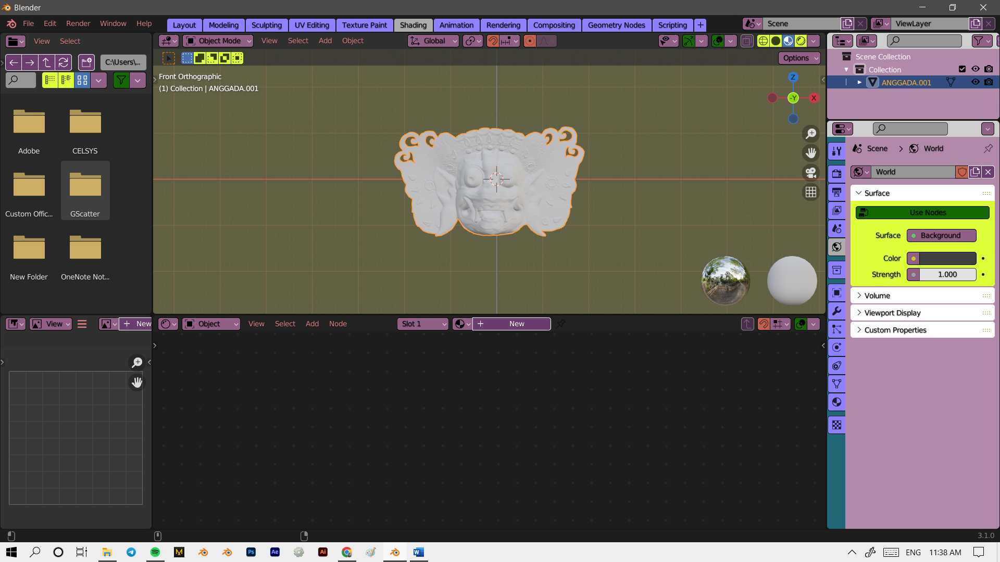 Blender
File Edit Render Window Help
Layout Modeling Sculpting UV Editing Texture Paint Shading Animation Rendering Compositing Geometry Nodes Scripting +
Scene
ViewLayer
View Select
Object Mode View Select Add Object
Global
C:\Users\...
Options
Front Orthographic
(1) Collection | ANGGADA.001
Z
-Y
X
Scene Collection
Collection
ANGGADA.001
Adobe
CELSYS
Custom Offic...
GScatter
New Folder
OneNote Not...
Scene > World
World
Surface
Use Nodes
Surface Background
Color
Strength 1.000
Volume
Viewport Display
Custom Properties
View
+ New
Object View Select Add Node
Slot 1
+ New
3.1.0
M
Ps
Ae
Ai
W
ENG 11:38 AM